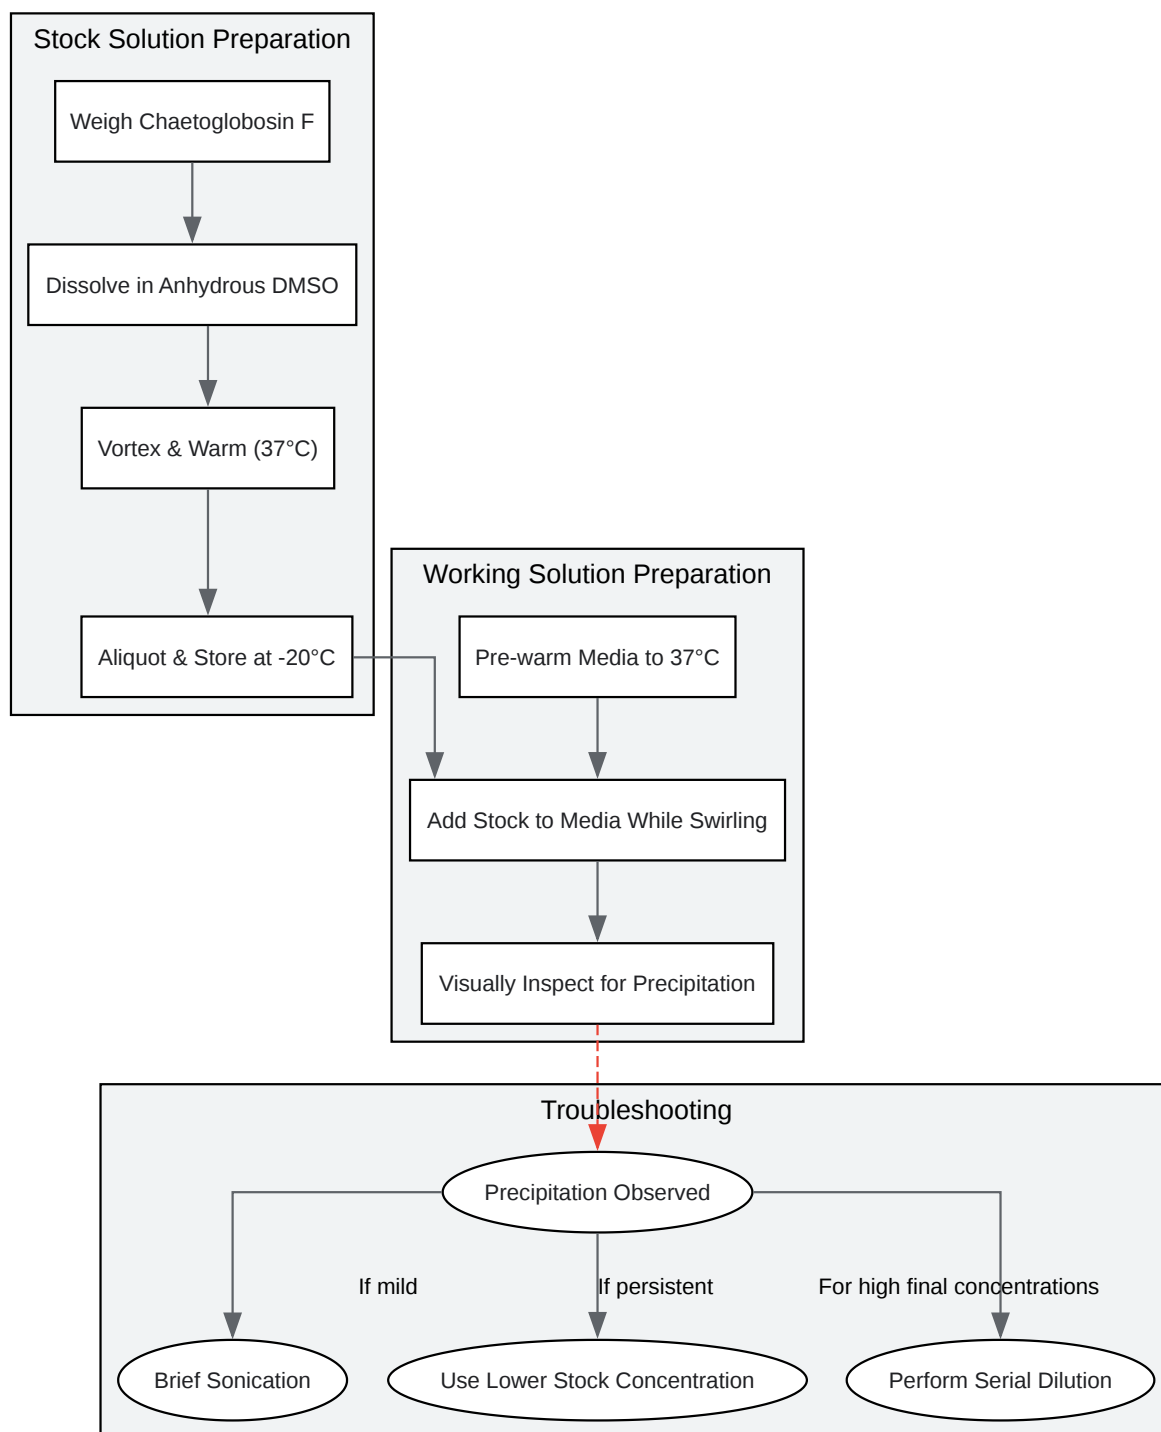 Stock Solution Preparation
Weigh Chaetoglobosin F
Dissolve in Anhydrous DMSO
Vortex & Warm (37°C)
Aliquot & Store at -20°C
Working Solution Preparation
Pre-warm Media to 37°C
Add Stock to Media While Swirling
Visually Inspect for Precipitation
Troubleshooting
Precipitation Observed
If mild
If persistent
For high final concentrations
Brief Sonication
Use Lower Stock Concentration
Perform Serial Dilution